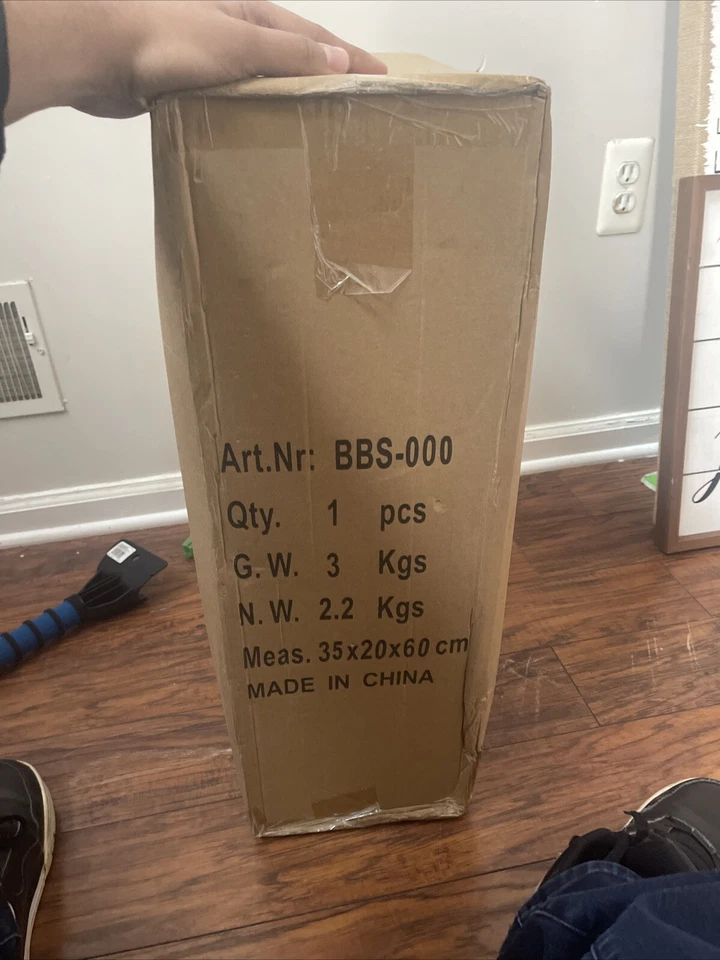 Art.Nr: BBS-000
Qty. 1 pcs
G.W. 3 Kgs
N.W. 2.2 Kgs
Meas. 35x20x60 cm
MADE IN CHINA